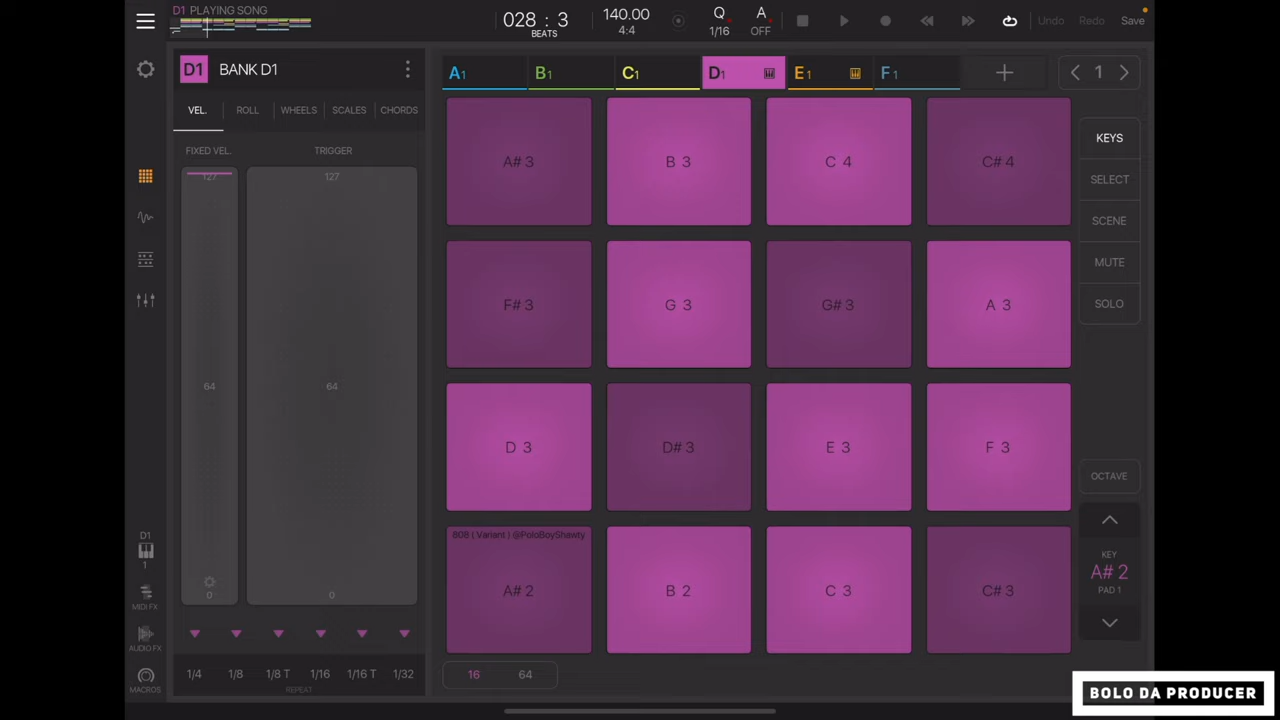 D1 PLAYING SONG
028 : 3
BEATS
140.00
4:4
Q
1/16
A
OFF
Undo
Redo
Save
D1
BANK D1
A1
B1
C1
D1
E1
F1
1
VEL.
ROLL
WHEELS
SCALES
CHORDS
FIXED VEL.
TRIGGER
127
127
64
64
0
0
1/4
1/8
1/8 T
1/16
1/16 T
1/32
REPEAT
A# 3
B 3
C 4
C# 4
F# 3
G 3
G# 3
A 3
D 3
D# 3
E 3
F 3
808 ( Variant ) @PoloBoyShawty
A# 2
B 2
C 3
C# 3
16
64
KEYS
SELECT
SCENE
MUTE
SOLO
OCTAVE
KEY
A# 2
PAD 1
D1
1
MIDI FX
AUDIO FX
MACROS
BOLO DA PRODUCER